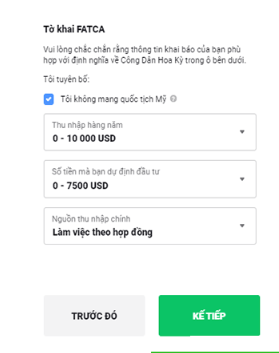 Tờ khai FATCA
Vui lòng chắc chắn rằng thông tin khai báo của bạn phù
hợp với định nghĩa về Công Dân Hoa Kỳ trong ô bên dưới.
Tôi tuyên bố:
Tôi không mang quốc tịch Mỹ
Thu nhập hàng năm
0 - 10 000 USD
Số tiền mà bạn dự định đầu tư
0 - 7500 USD
Nguồn thu nhập chính
Làm việc theo hợp đồng
TRƯỚC ĐÓ
KẾ TIẾP